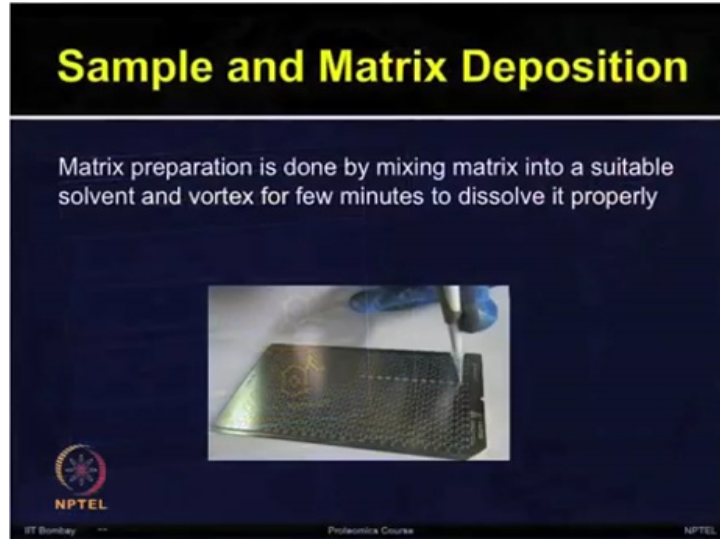 Sample and Matrix Deposition
Matrix preparation is done by mixing matrix into a suitable
solvent and vortex for few minutes to dissolve it properly
NPTEL
IIT Bombay
Proteomics Course
NPTEL